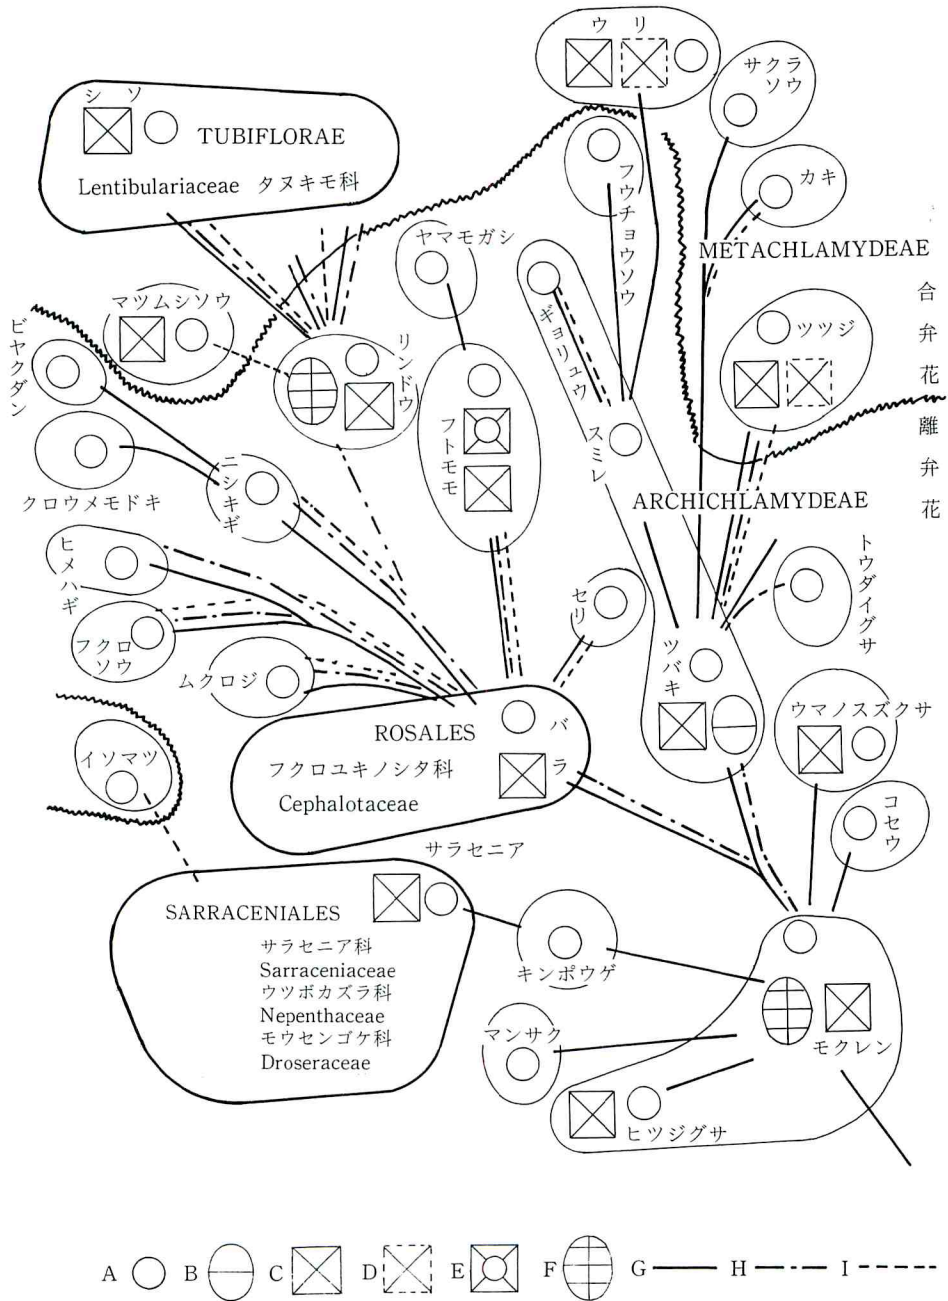 ウリ
サクラ
ソウ
シソ
TUBIFLORAE
Lentibulariaceae タヌキモ科
フウチョウソウ
カキ
ヤマモガシ
METACHLAMYDEAE
合弁花
マツムシソウ
ビヤクダン
リンドウ
ギョリュウ
ツツジ
フトモモ
スミレ
離弁花
クロウメモドキ
ニシキギ
ARCHICHLAMYDEAE
ヒメハギ
トウダイグサ
セリ
フクロ
ソウ
ムクロジ
ツバキ
ROSALES
バラ
ウマノスズクサ
イソマツ
フクロユキノシタ科
Cephalotaceae
コセウ
サラセニア
SARRACENIALES
サラセニア科
Sarraceniaceae
ウツボカズラ科
Nepenthaceae
モウセンゴケ科
Droseraceae
キンポウゲ
マンサク
モクレン
ヒツジグサ
A B C D E F G H I